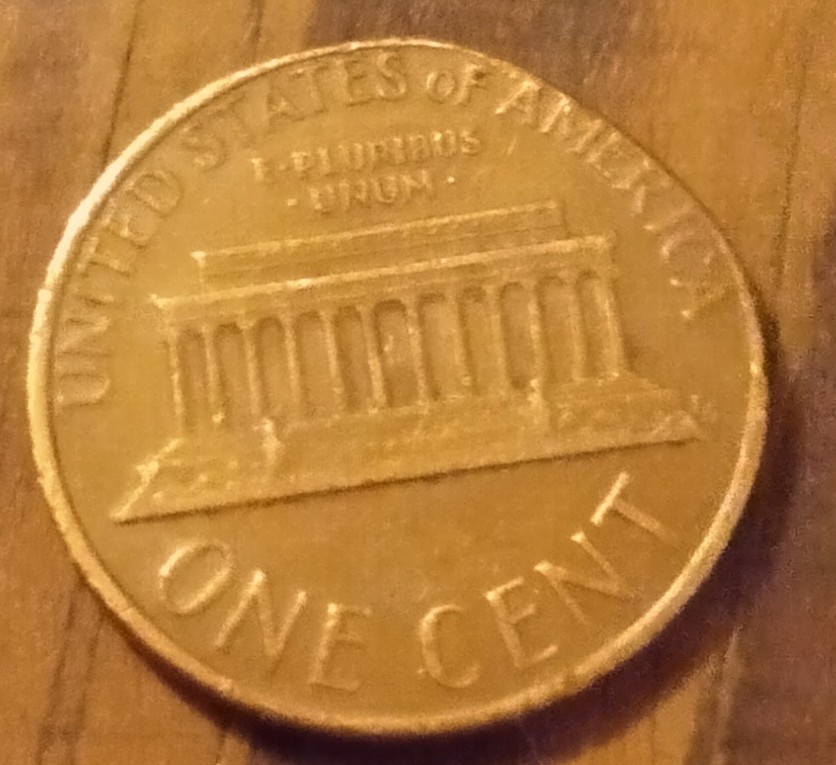 UNITED STATES OF AMERICA
E·PLURIBUS
·UNUM·
ONE CENT